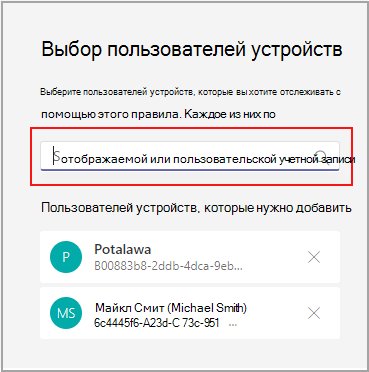 Выбор пользователей устройств
Выберите пользователей устройств, которые вы хотите отслеживать с
помощью этого правила. Каждое из них по
Sотображаемой или пользовательской учетной записи
Пользователей устройств, которые нужно добавить
P
Potalawa
B00883b8-2ddb-4dca-9eb...
MS
Майкл Смит (Michael Smith)
6c4445f6-A23d-C 73c-951 ...